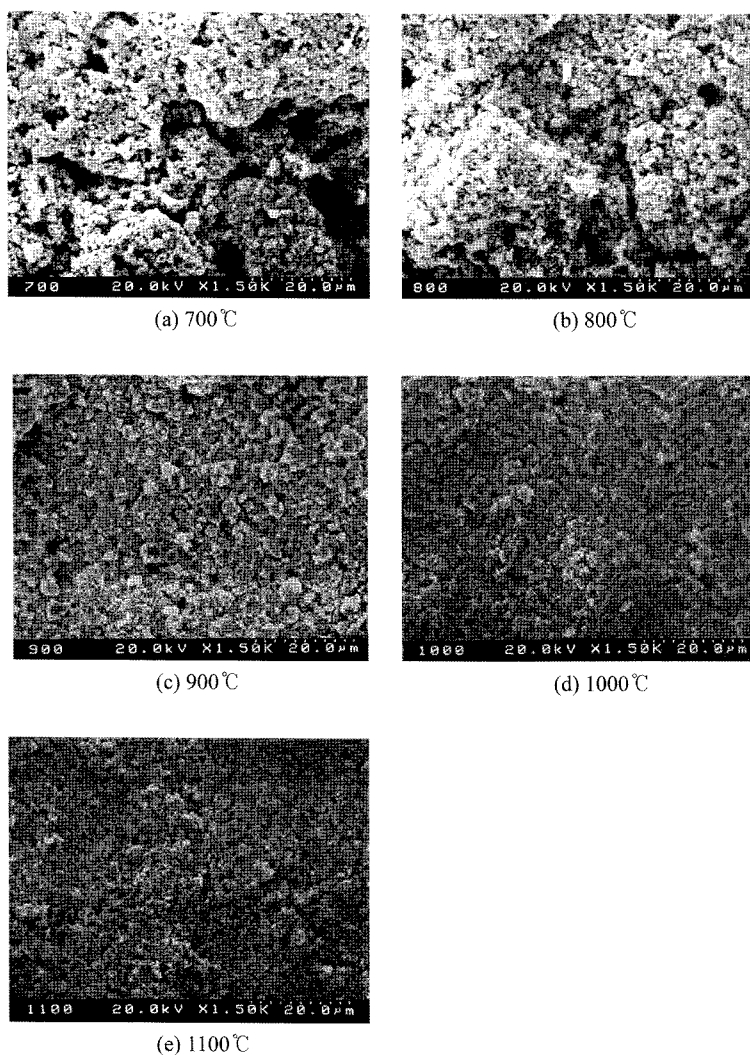 700 20.0kV X1.50K 20.0μm
800 20.0kV X1.50K 20.0μm
(a) 700℃
(b) 800℃
900 20.0kV X1.50K 20.0μm
1000 20.0kV X1.50K 20.0μm
(c) 900℃
(d) 1000℃
1100 20.0kV X1.50K 20.0μm
(e) 1100℃